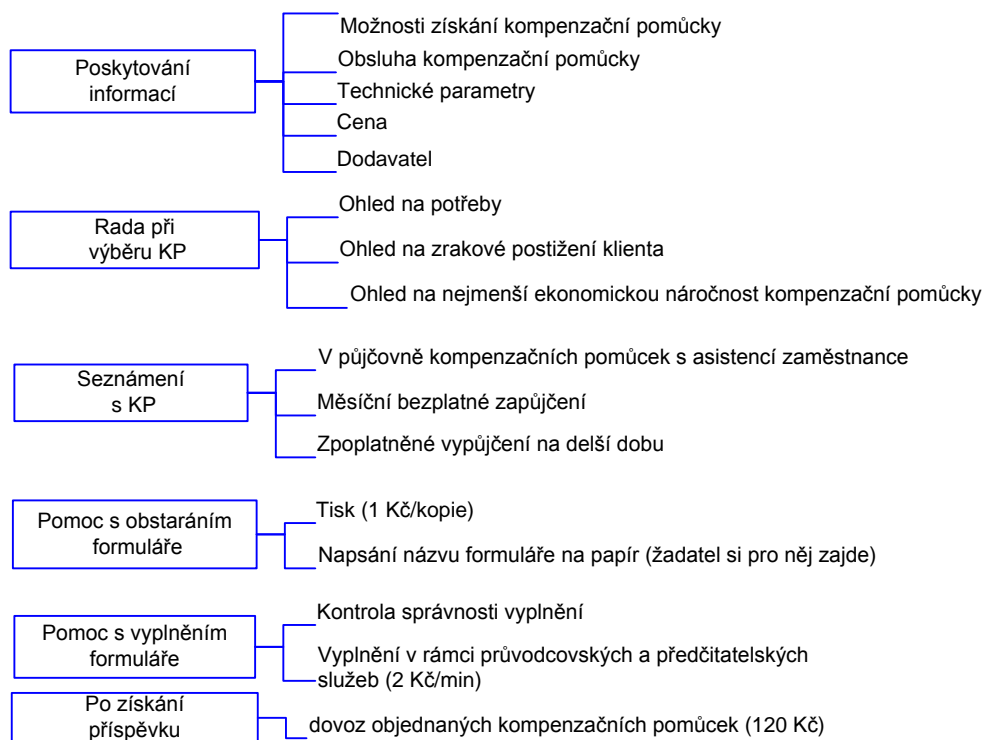 Poskytování
informací
Možnosti získání kompenzační pomůcky
Obsluha kompenzační pomůcky
Technické parametry
Cena
Dodavatel
Rada při
výběru KP
Ohled na potřeby
Ohled na zrakové postižení klienta
Ohled na nejmenší ekonomickou náročnost kompenzační pomůcky
Seznámení
s KP
V půjčovně kompenzačních pomůcek s asistencí zaměstnance
Měsíční bezplatné zapůjčení
Zpoplatněné vypůjčení na delší dobu
Pomoc s obstaráním
formuláře
Tisk (1 Kč/kopie)
Napsání názvu formuláře na papír (žadatel si pro něj zajde)
Pomoc s vyplněním
formuláře
Kontrola správnosti vyplnění
Vyplnění v rámci průvodcovských a předčitatelských
služeb (2 Kč/min)
Po získání
příspěvku
dovoz objednaných kompenzačních pomůcek (120 Kč)